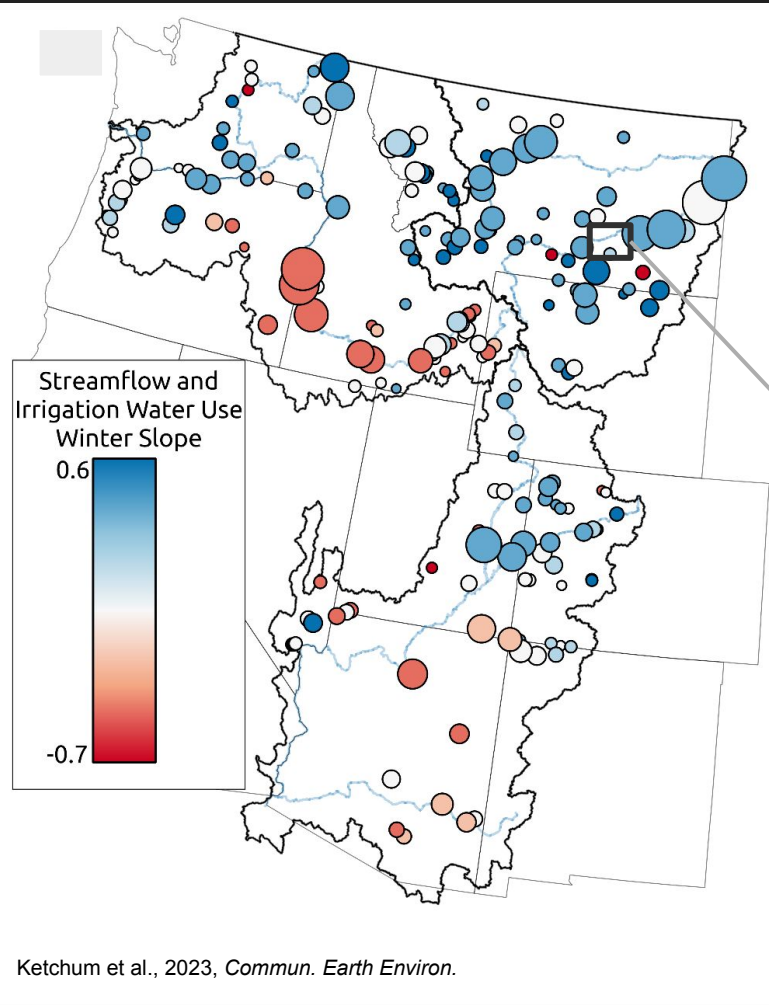 Streamflow and
Irrigation Water Use
Winter Slope
0.6
-0.7
Ketchum et al., 2023, Commun. Earth Environ.